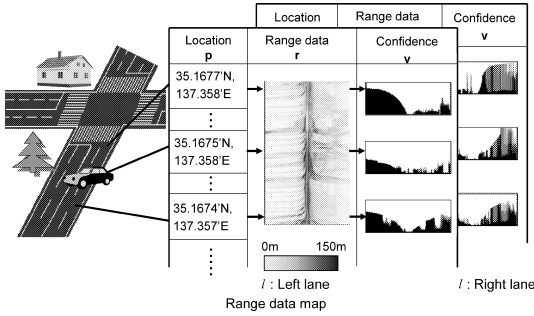 Location Range data Confidence
v
Location Range data Confidence
p r v
35.1677'N,
137.358'E
35.1675'N,
137.358'E
35.1674'N,
137.357'E
0m 150m
l : Left lane l : Right lane
Range data map